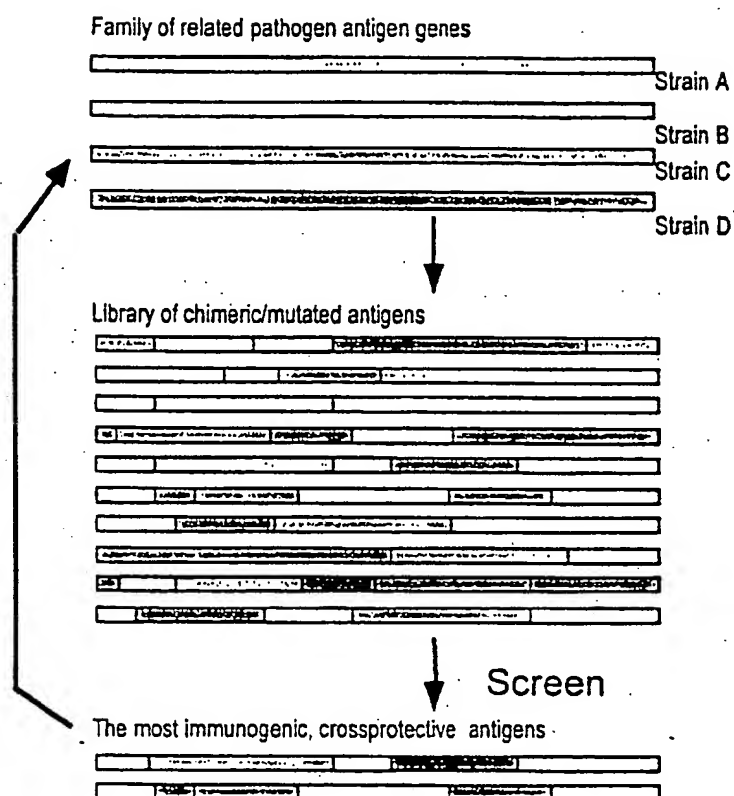 Family of related pathogen antigen genes
Strain A
Strain B
Strain C
Strain D
Library of chimeric/mutated antigens
Screen
The most immunogenic, crossprotective antigens